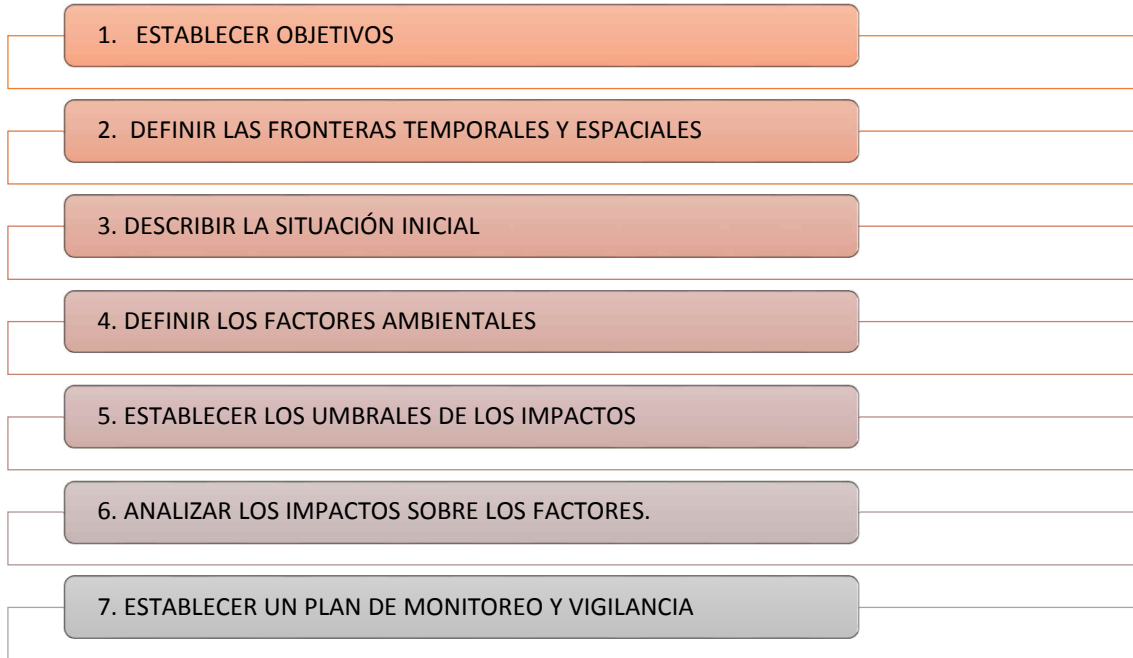 1. ESTABLECER OBJETIVOS
2. DEFINIR LAS FRONTERAS TEMPORALES Y ESPACIALES
3. DESCRIBIR LA SITUACIÓN INICIAL
4. DEFINIR LOS FACTORES AMBIENTALES
5. ESTABLECER LOS UMBRALES DE LOS IMPACTOS
6. ANALIZAR LOS IMPACTOS SOBRE LOS FACTORES.
7. ESTABLECER UN PLAN DE MONITOREO Y VIGILANCIA